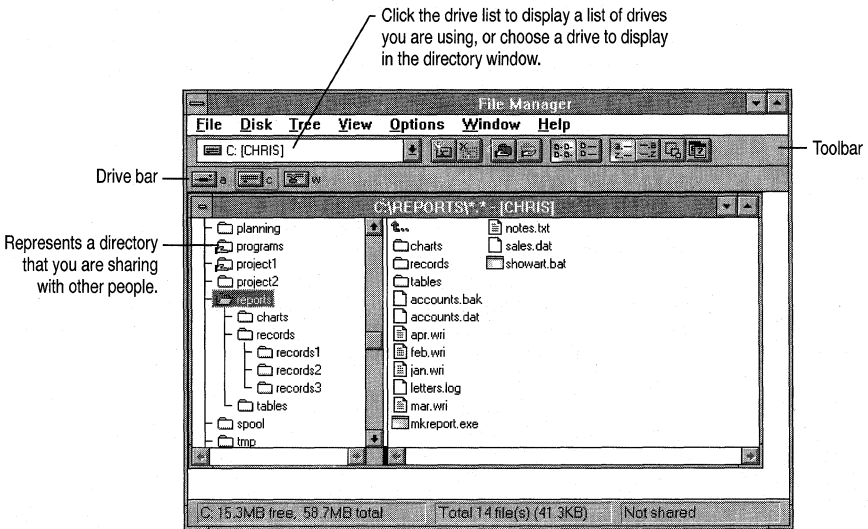 Click the drive list to display a list of drives
you are using, or choose a drive to display
in the directory window.
File Manager
File Disk Tree View Options Window Help
C: [CHRIS]
Toolbar
Drive bar
a c w
C:\REPORTS\*.* - [CHRIS]
Represents a directory
that you are sharing
with other people.
planning
programs
project1
project2
reports
charts
records
records1
records2
records3
tables
spool
tmp
charts
records
tables
accounts.bak
accounts.dat
apr.wri
feb.wri
jan.wri
letters.log
mar.wri
mkreport.exe
notes.txt
sales.dat
showart.bat
C: 15.3MB free, 58.7MB total
Total 14 file(s) (41.3KB)
Not shared